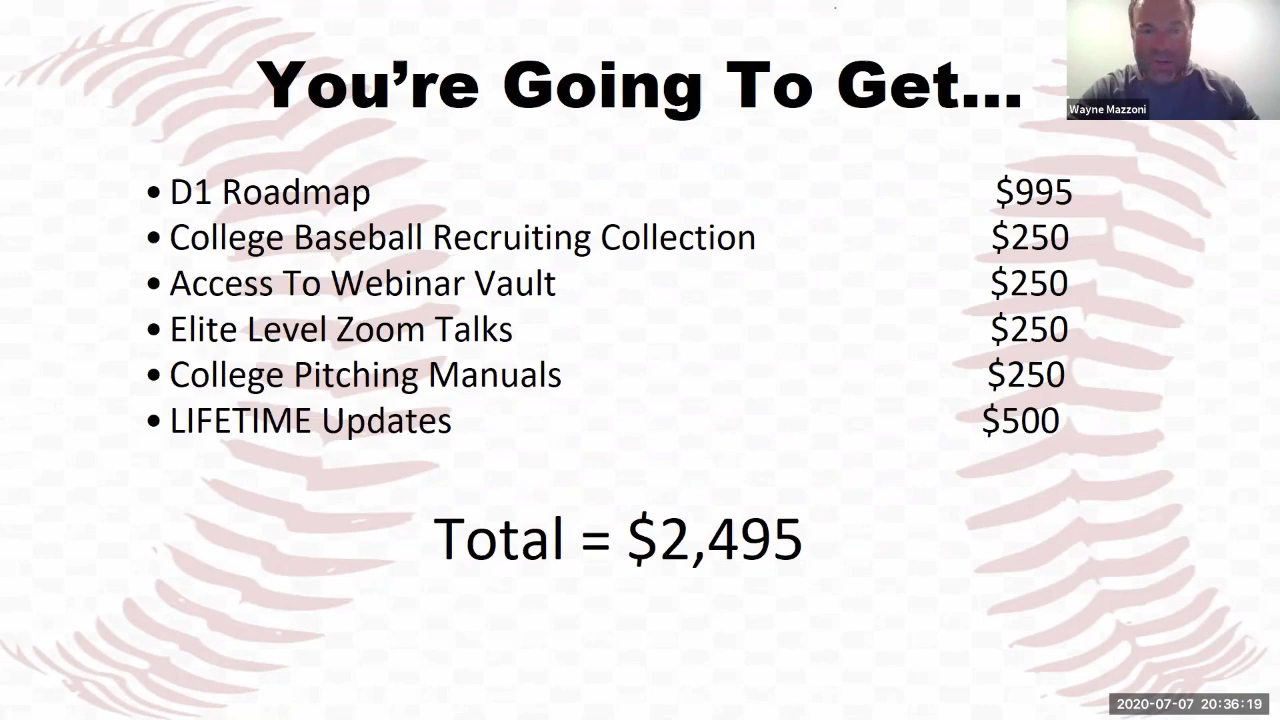 You're Going To Get...
Wayne Mazzoni
• D1 Roadmap $995
• College Baseball Recruiting Collection $250
• Access To Webinar Vault $250
• Elite Level Zoom Talks $250
• College Pitching Manuals $250
• LIFETIME Updates $500
Total = $2,495
2020-07-07 20:36:19